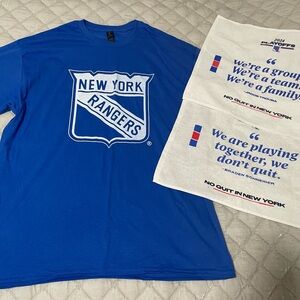 NEW YORK
RANGERS
®
2024
PLAYOFFS
“
We're a group
We're a team
We're a family
NO QUIT IN NEW YORK
“
We are playing
together, we
don't quit.
BRADEN SCHNEIDER
NO QUIT IN NEW YORK